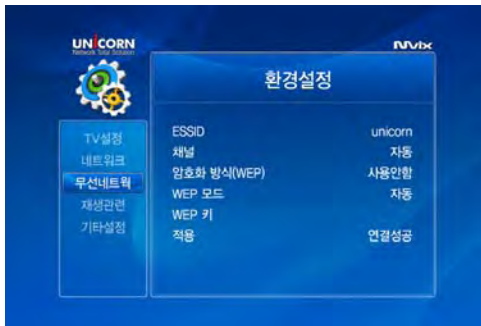 UNICORN
Network Total Solution
Mvix
환경설정
TV설정
네트워크
무선네트웍
재생관련
기타설정
ESSID unicorn
채널 자동
암호화 방식(WEP) 사용안함
WEP 모드 자동
WEP 키
적용 연결성공